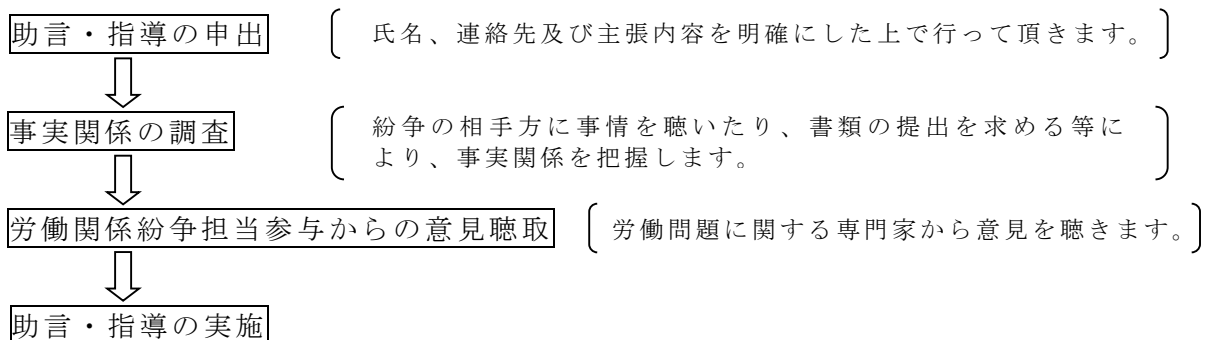 助言・指導の申出
氏名、連絡先及び主張内容を明確にした上で行って頂きます。
事実関係の調査
紛争の相手方に事情を聴いたり、書類の提出を求める等に
より、事実関係を把握します。
労働関係紛争担当参与からの意見聴取
労働問題に関する専門家から意見を聴きます。
助言・指導の実施